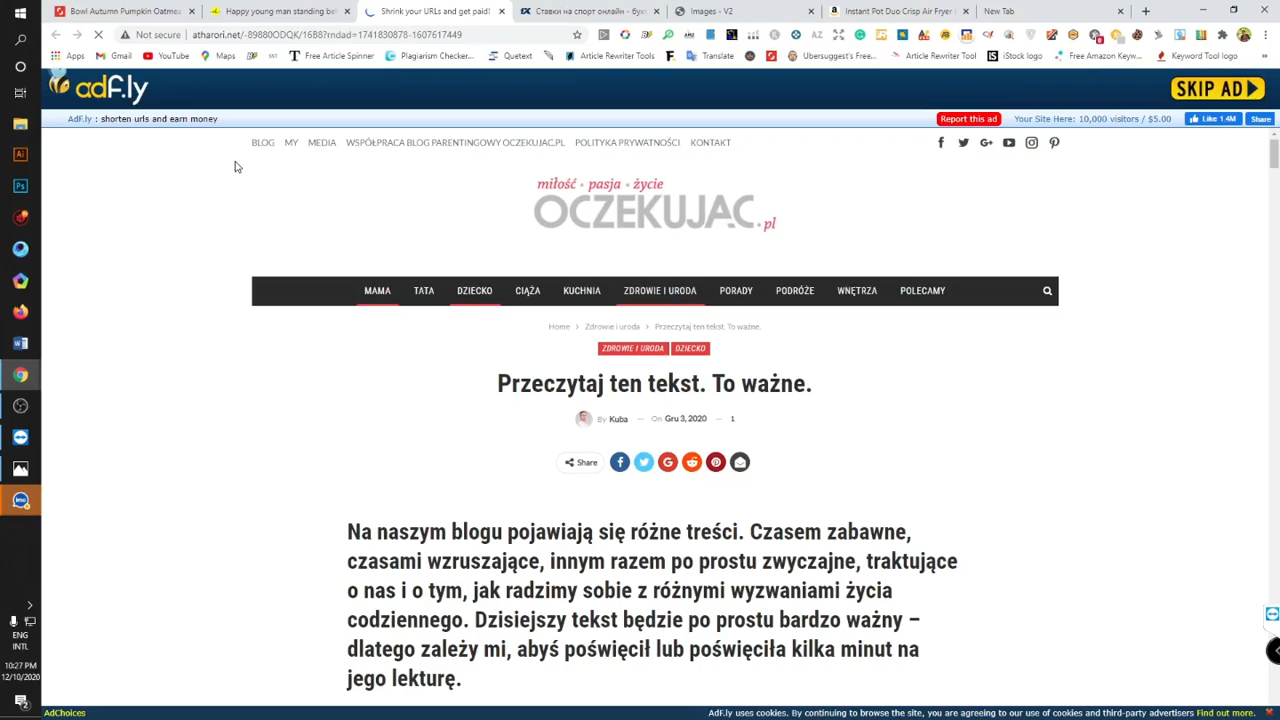 Bowl Autumn Pumpkin Oatmea
Happy young man standing be
Shrink your URLs and get paid!
Ставки на спорт онлайн - бук
Images - V2
Instant Pot Duo Crisp Air Fryer
New Tab
Not secure
atharori.net/-89880ODQK/16B8?rndad=1741830878-1607617449
Apps
Gmail
YouTube
Maps
SST
Free Article Spinner
Plagiarism Checker...
Quetext
Article Rewriter Tools
Translate
Ubersuggest's Free...
Article Rewriter Tool
iStock logo
Free Amazon Keyw...
Keyword Tool logo
adf.ly
SKIP AD
AdF.ly : shorten urls and earn money
Report this ad
Your Site Here: 10,000 visitors / $5.00
Like 1.4M
Share
BLOG MY MEDIA WSPÓŁPRACA BLOG PARENTINGOWY OCZEKUJAC.PL POLITYKA PRYWATNOŚCI KONTAKT
miłość • pasja • życie
OCZEKUJĄC.pl
MAMA TATA DZIECKO CIĄŻA KUCHNIA ZDROWIE I URODA PORADY PODRÓŻE WNĘTRZA POLECAMY
Home > Zdrowie i uroda > Przeczytaj ten tekst. To ważne.
ZDROWIE I URODA DZIECKO
Przeczytaj ten tekst. To ważne.
By Kuba — On Gru 3, 2020 — 1
Share
Na naszym blogu pojawiają się różne treści. Czasem zabawne,
czasami wzruszające, innym razem po prostu zwyczajne, traktujące
o nas i o tym, jak radzimy sobie z różnymi wyzwaniami życia
codziennego. Dzisiejszy tekst będzie po prostu bardzo ważny –
dlatego zależy mi, abyś poświęcił lub poświęciła kilka minut na
jego lekturę.
ENG
INTL
10:27 PM
12/10/2020
AdChoices
AdF.ly uses cookies. By continuing to browse the site, you are agreeing to our use of cookies and third-party advertisers Find out more.